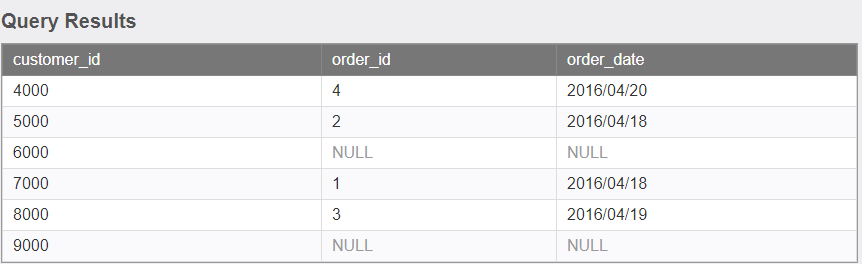 Query Results
customer_id order_id order_date
4000 4 2016/04/20
5000 2 2016/04/18
6000 NULL NULL
7000 1 2016/04/18
8000 3 2016/04/19
9000 NULL NULL